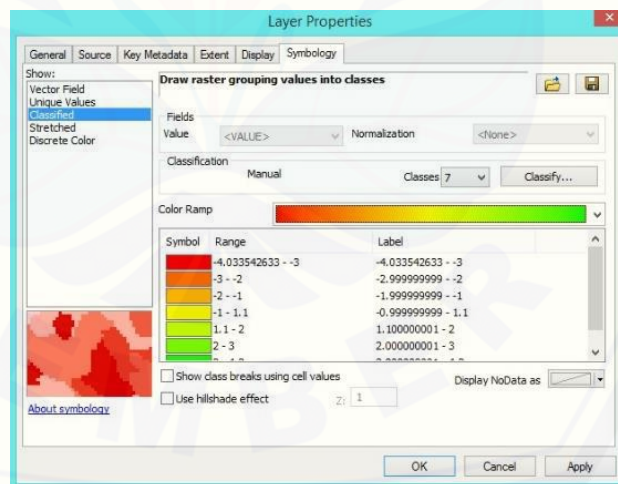 Layer Properties
General Source Key Metadata Extent Display Symbology
Show:
Vector Field
Unique Values
Classified
Stretched
Discrete Color
Draw raster grouping values into classes
Fields
Value <VALUE> Normalization <None>
Classification
Manual Classes 7 Classify...
Color Ramp
Symbol Range Label
-4.033542633 - -3 -4.033542633 - -3
-3 - -2 -2.999999999 - -2
-2 - -1 -1.999999999 - -1
-1 - 1.1 -0.999999999 - 1.1
1.1 - 2 1.100000001 - 2
2 - 3 2.000000001 - 3
Show class breaks using cell values Display NoData as
Use hillshade effect Z: 1
About symbology
OK Cancel Apply